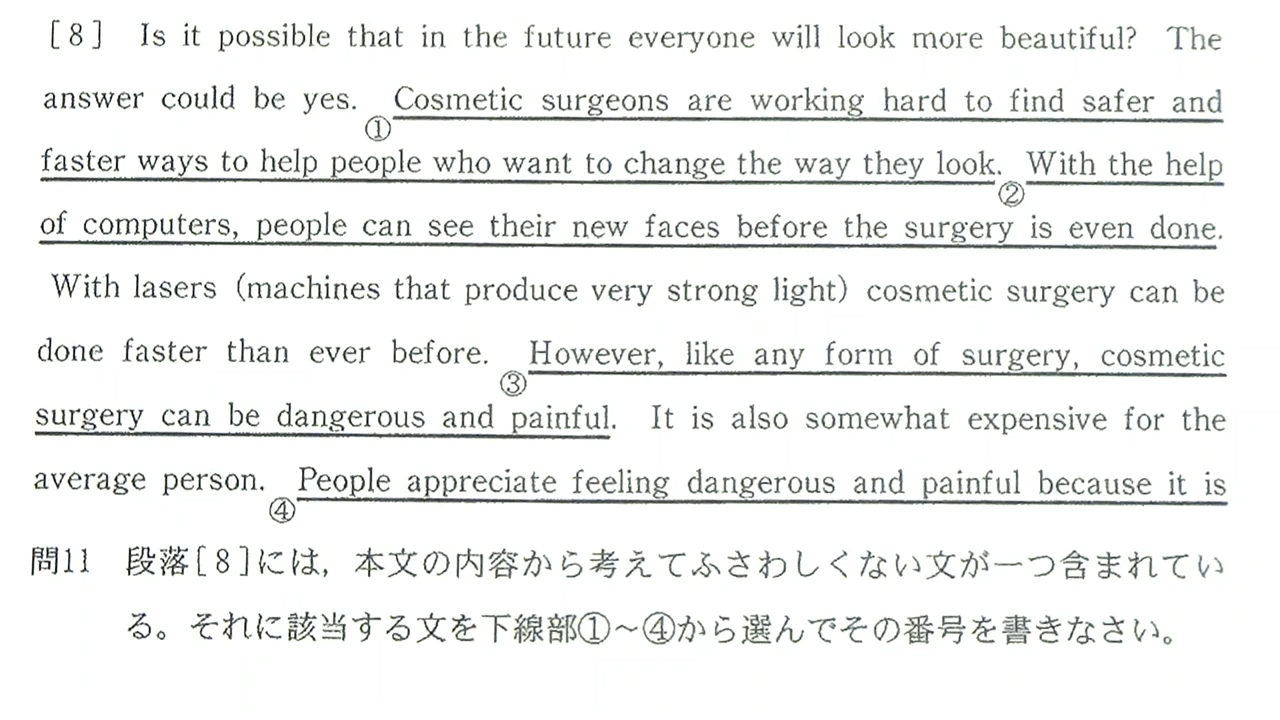 [8] Is it possible that in the future everyone will look more beautiful? The
answer could be yes. ①Cosmetic surgeons are working hard to find safer and
faster ways to help people who want to change the way they look. ②With the help
of computers, people can see their new faces before the surgery is even done.
With lasers (machines that produce very strong light) cosmetic surgery can be
done faster than ever before. ③However, like any form of surgery, cosmetic
surgery can be dangerous and painful. It is also somewhat expensive for the
average person. ④People appreciate feeling dangerous and painful because it is
問11 段落[8]には,本文の内容から考えてふさわしくない文が一つ含まれてい
る。それに該当する文を下線部①~④から選んでその番号を書きなさい。